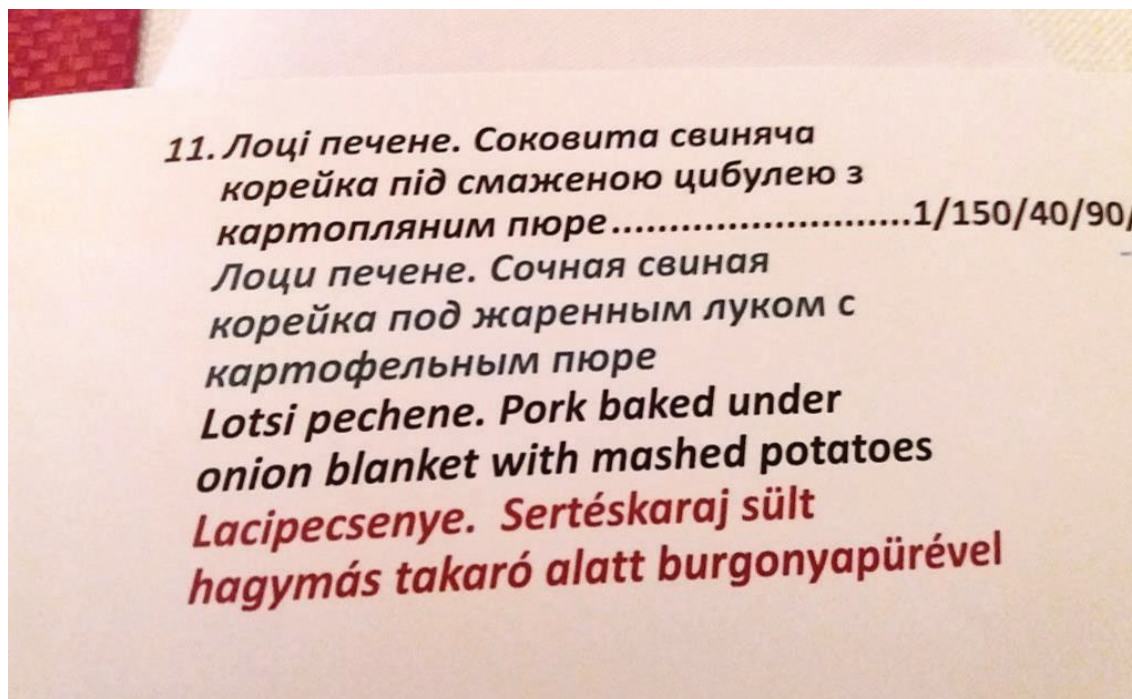 11. Лоці печене. Соковита свиняча
корейка під смаженою цибулею з
картопляним пюре..........................1/150/40/90/
Лоци печене. Сочная свиная
корейка под жаренным луком с
картофельным пюре
Lotsi pechene. Pork baked under
onion blanket with mashed potatoes
Lacipecsenye. Sertéskaraj sült
hagymás takaró alatt burgonyapürével